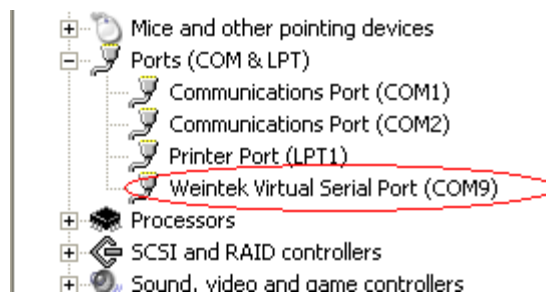 Mice and other pointing devices
Ports (COM & LPT)
Communications Port (COM1)
Communications Port (COM2)
Printer Port (LPT1)
Weintek Virtual Serial Port (COM9)
Processors
SCSI and RAID controllers
Sound, video and game controllers